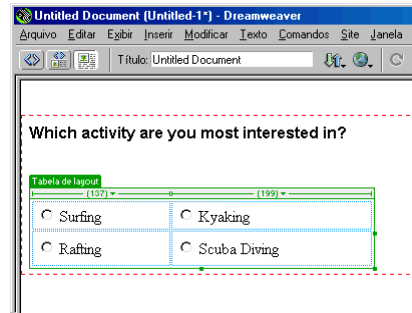 Untitled Document (Untitled-1*) - Dreamweaver
Arquivo Editar Exibir Inserir Modificar Texto Comandos Site Janela
Título: Untitled Document
Which activity are you most interested in?
Tabela de layout
(137) (199)
Surfing Kyaking
Rafting Scuba Diving